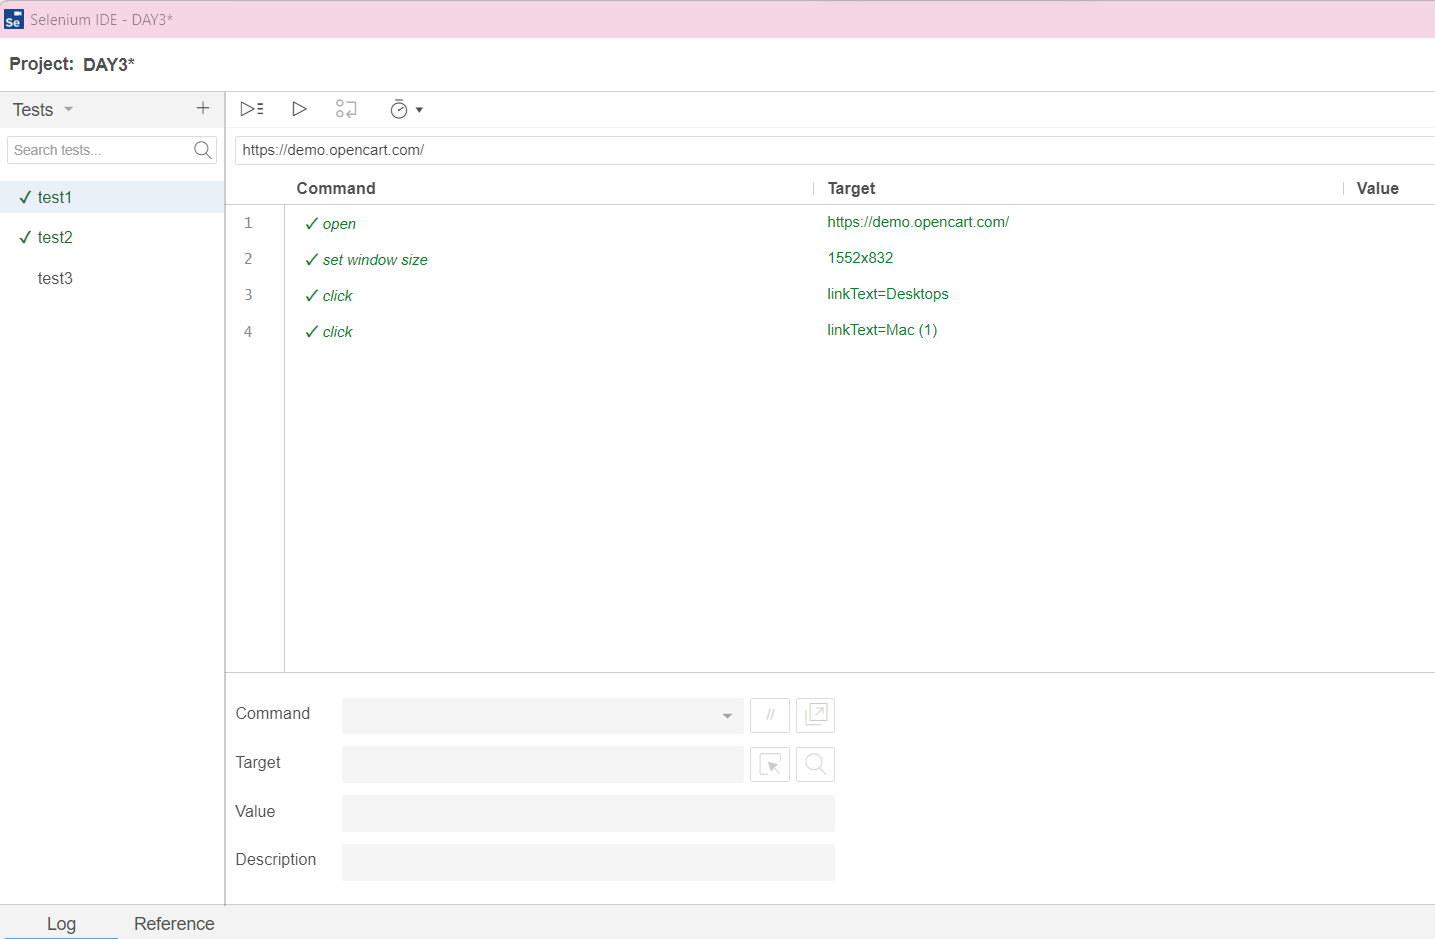 Se Selenium IDE - DAY3*
Project: DAY3*
Tests
Search tests...
https://demo.opencart.com/
Command Target Value
test1
test2
test3
1 open https://demo.opencart.com/
2 set window size 1552x832
3 click linkText=Desktops
4 click linkText=Mac (1)
Command //
Target
Value
Description
Log Reference